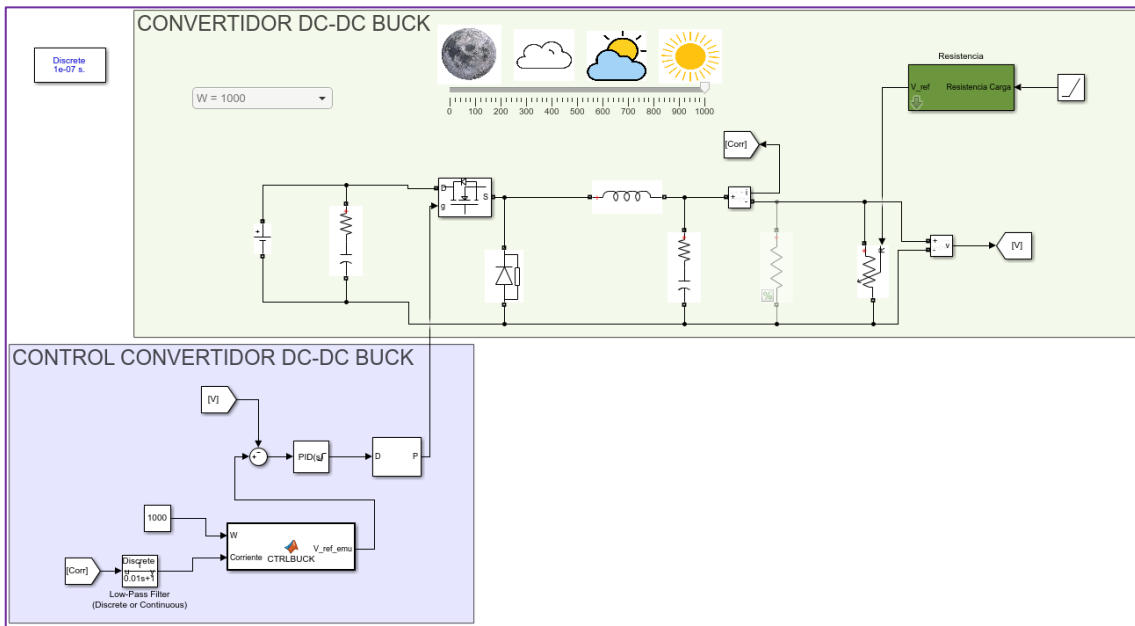 CONVERTIDOR DC-DC BUCK
Discrete
1e-07 s.
W = 1000
0 100 200 300 400 500 600 700 800 900 1000
Resistencia
V_ref
Resistencia Carga
[Corr]
D
g
S
+
i
-
+
R
+
-
v
[V]
%
CONTROL CONVERTIDOR DC-DC BUCK
[V]
+
-
PID(s)
D
P
1000
W
Corriente
CTRLBUCK
V_ref_emu
[Corr]
Discrete
u
1
y
0.01s+1
Low-Pass Filter
(Discrete or Continuous)